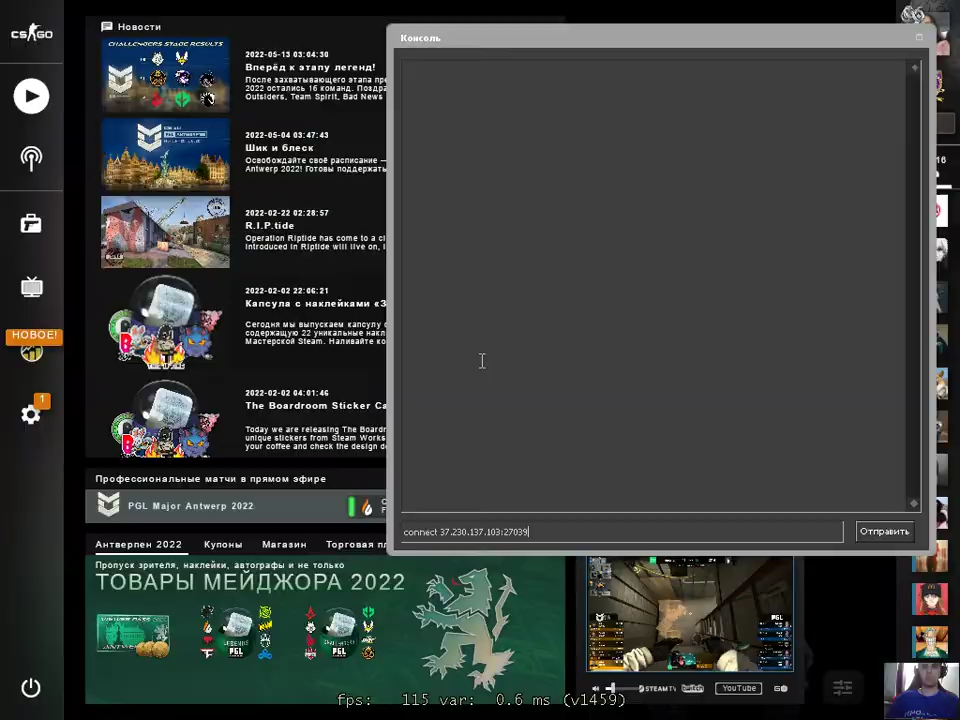 CS:GO
Новости
CHALLENGERS STAGE RESULTS
2022-05-13 03:04:30
Вперёд к этапу легенд!
После захватывающего этапа пре
2022 остались 16 команд. Поздра
Outsiders, Team Spirit, Bad News
2022-05-04 03:47:43
Шик и блеск
Освобождайте своё расписание —
Antwerp 2022! Готовы поддержать
2022-02-22 02:28:57
R.I.P.tide
Operation Riptide has come to a cl
introduced in Riptide will live on, i
2022-02-02 22:06:21
Капсула с наклейками «З
Сегодня мы выпускаем капсулу с
содержащую 22 уникальные накл
Мастерской Steam. Наливайте ко
НОВОЕ!
1
2022-02-02 04:01:46
The Boardroom Sticker Ca
Today we are releasing The Boardr
unique stickers from Steam Works
your coffee and check the design d
Профессиональные матчи в прямом эфире
PGL Major Antwerp 2022
Антверпен 2022
Купоны
Магазин
Торговая пл
Пропуск зрителя, наклейки, автографы и не только
ТОВАРЫ МЕЙДЖОРА 2022
Консоль
connect 37.230.137.103:27039
Отправить
16
PGL
STEAM TV
twitch
YouTube
fps: 115 var: 0.6 ms (v1459)